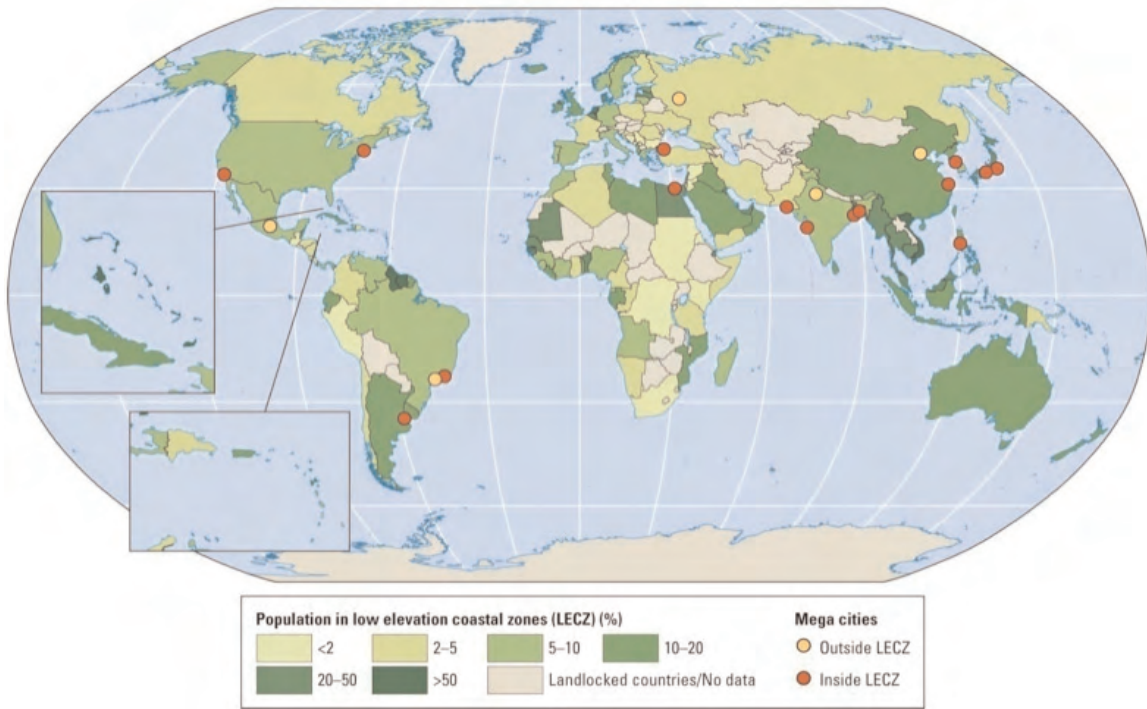 Population in low elevation coastal zones (LECZ) (%)
<2
2–5
5–10
10–20
20–50
>50
Landlocked countries/No data
Mega cities
Outside LECZ
Inside LECZ